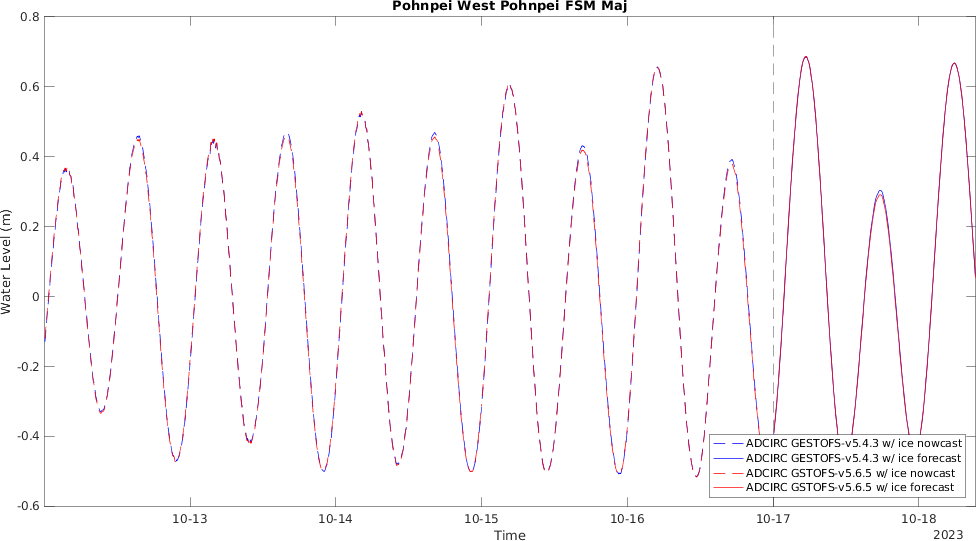 Pohnpei West Pohnpei FSM Maj
0.8
0.6
0.4
0.2
0
-0.2
-0.4
-0.6
Water Level (m)
ADCIRC GESTOFS-v5.4.3 w/ ice nowcast
ADCIRC GESTOFS-v5.4.3 w/ ice forecast
ADCIRC GSTOFS-v5.6.5 w/ ice nowcast
ADCIRC GSTOFS-v5.6.5 w/ ice forecast
10-13 10-14 10-15 10-16 10-17 10-18
Time
2023